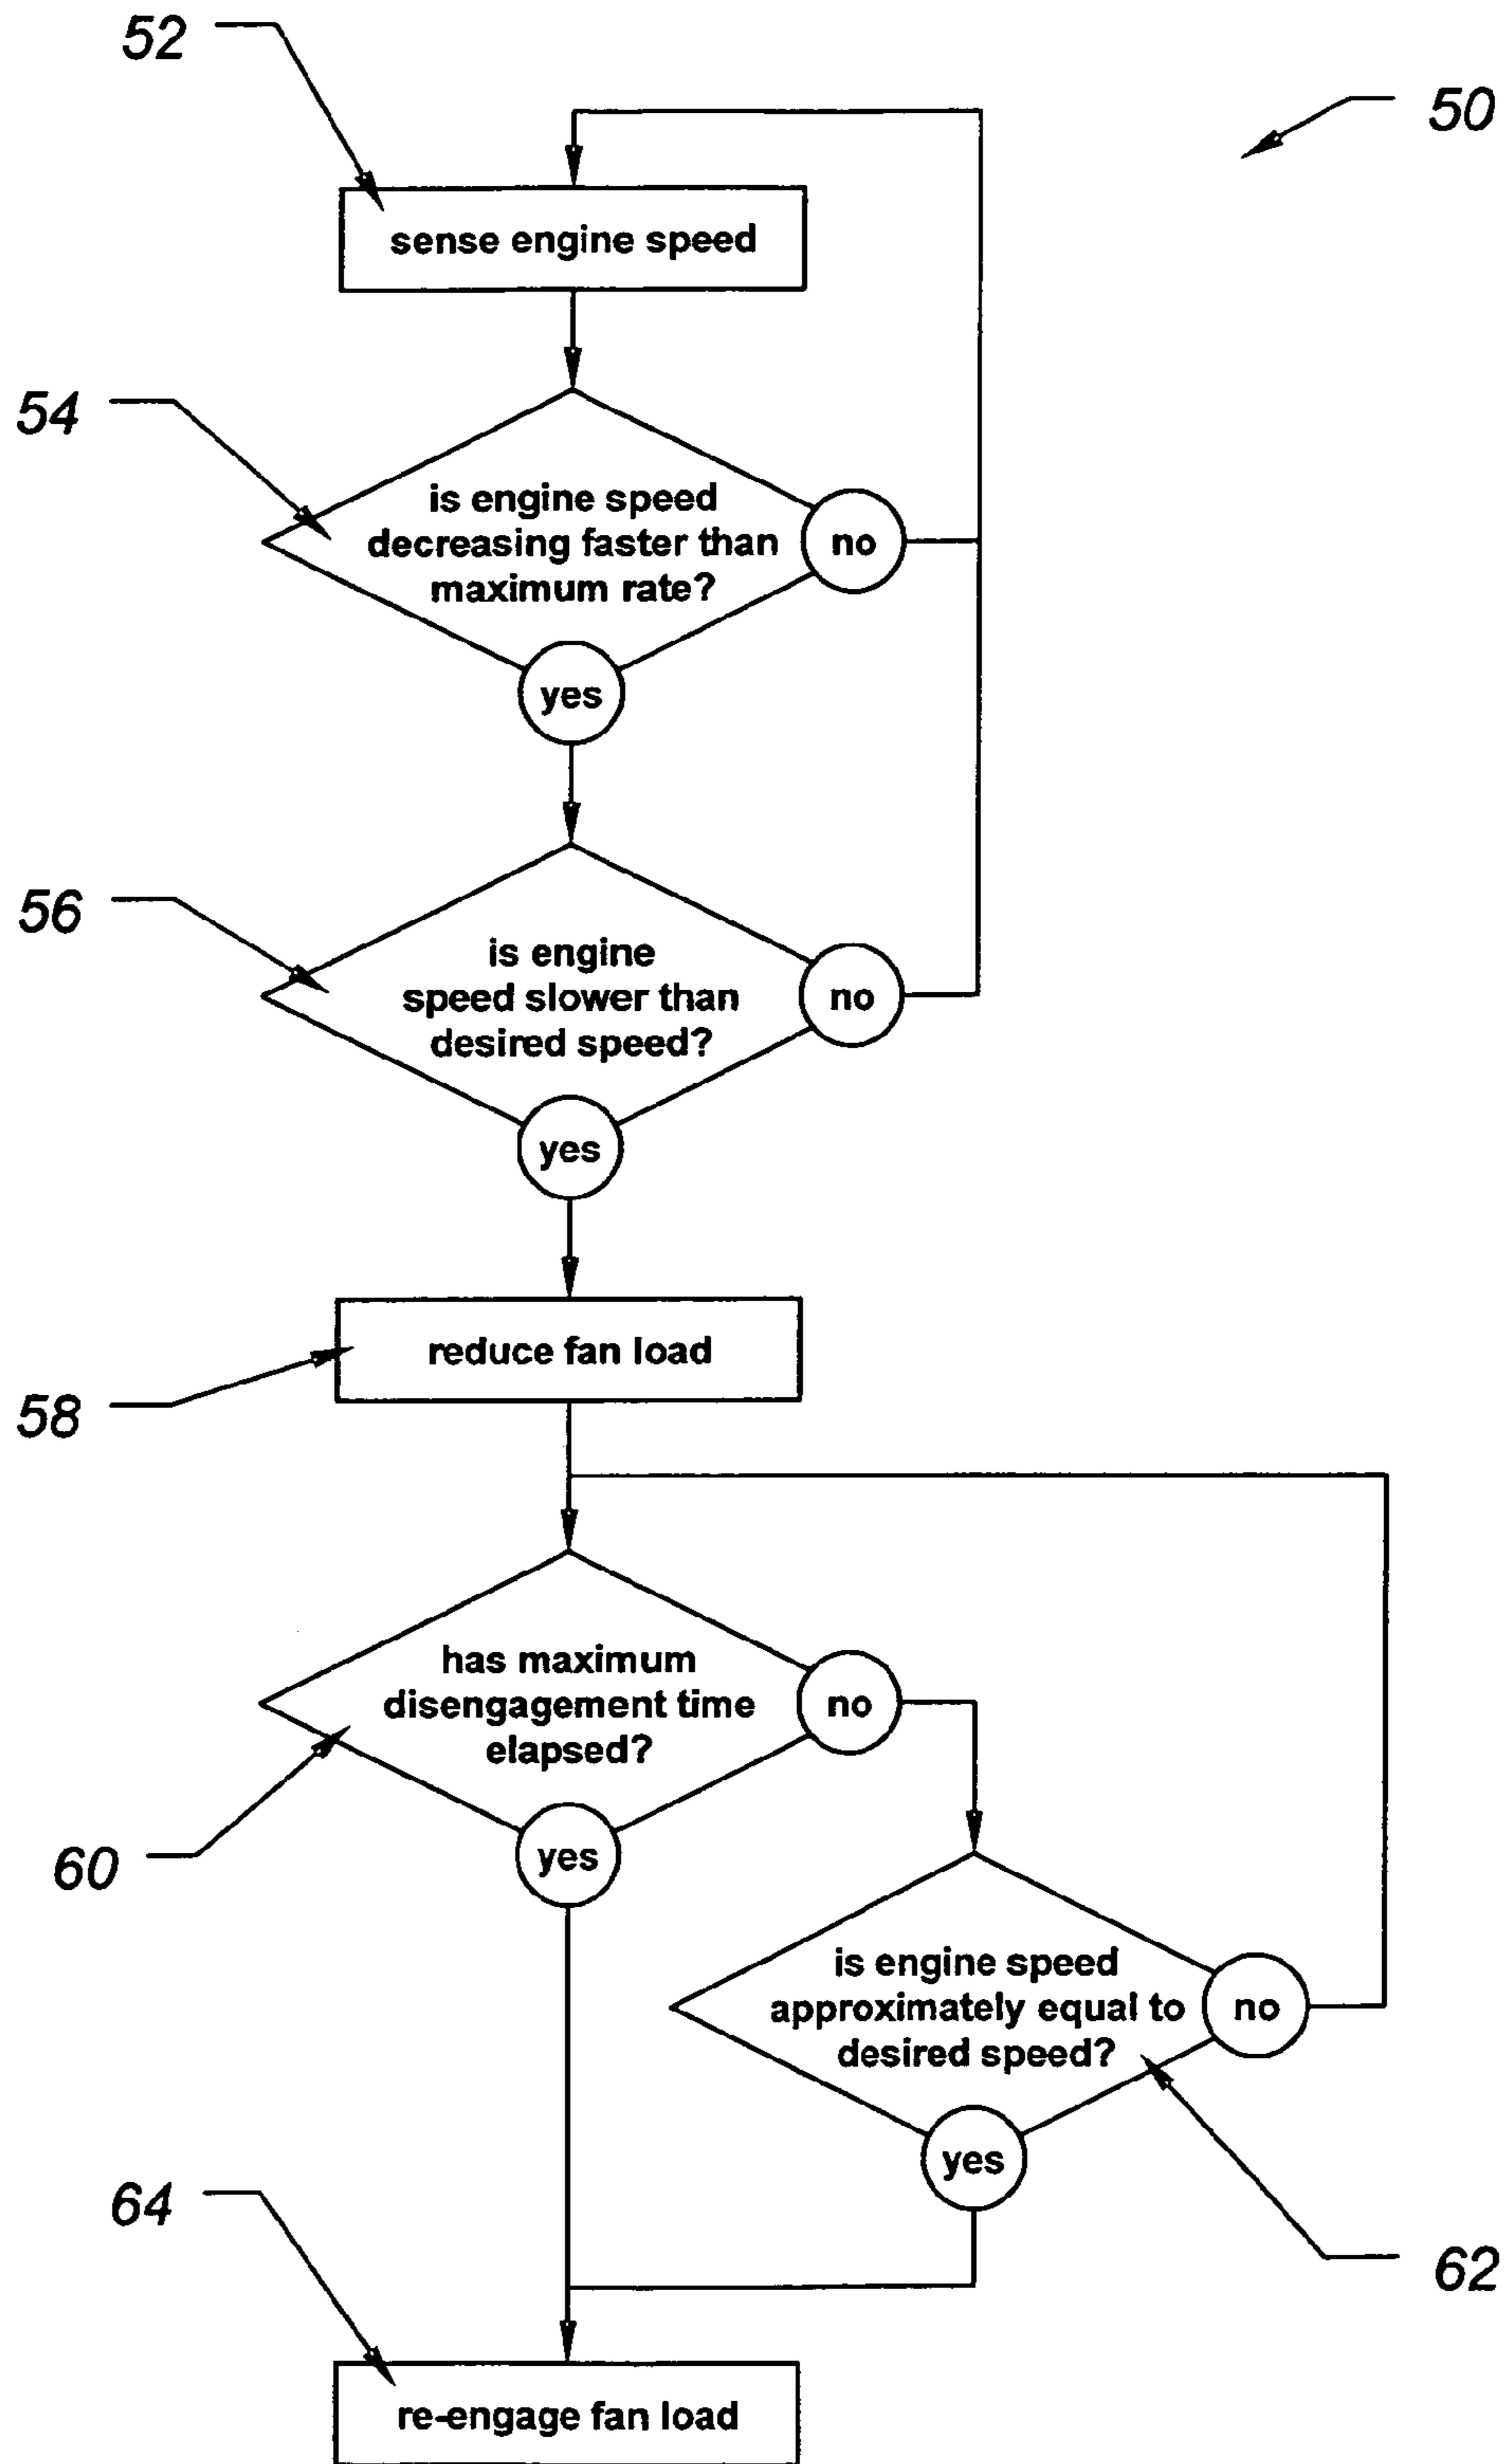 52
50
sense engine speed
54
is engine speed
decreasing faster than
maximum rate?
no
yes
56
is engine
speed slower than
desired speed?
no
yes
reduce fan load
58
has maximum
disengagement time
elapsed?
no
yes
60
is engine speed
approximately equal to
desired speed?
no
yes
64
62
re-engage fan load